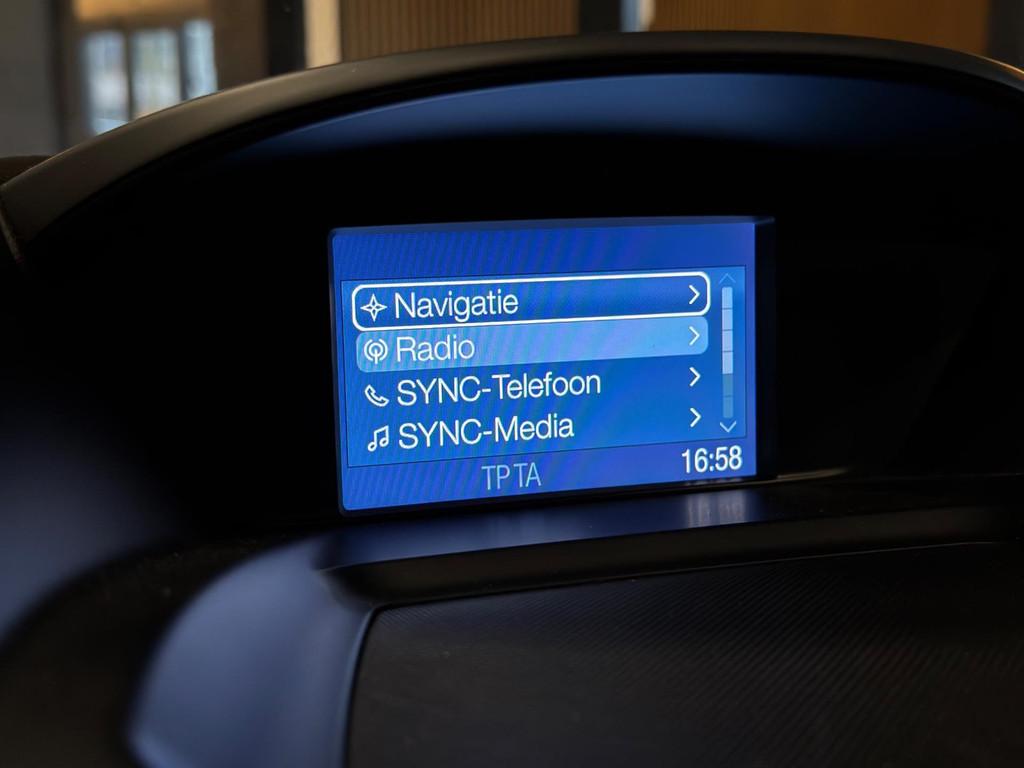 Navigatie
Radio
SYNC-Telefoon
SYNC-Media
TP TA
16:58